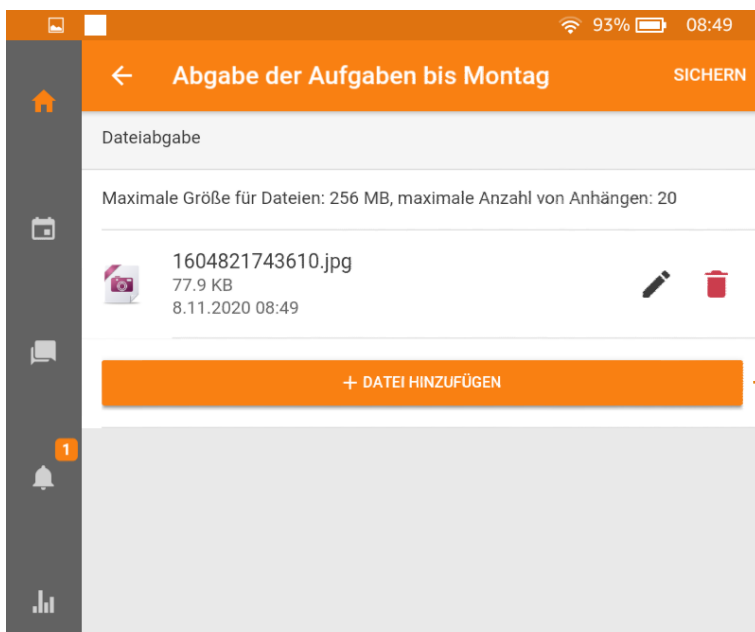 93% 08:49
Abgabe der Aufgaben bis Montag SICHERN
Dateiabgabe
Maximale Größe für Dateien: 256 MB, maximale Anzahl von Anhängen: 20
1604821743610.jpg
77.9 KB
8.11.2020 08:49
+ DATEI HINZUFÜGEN
1